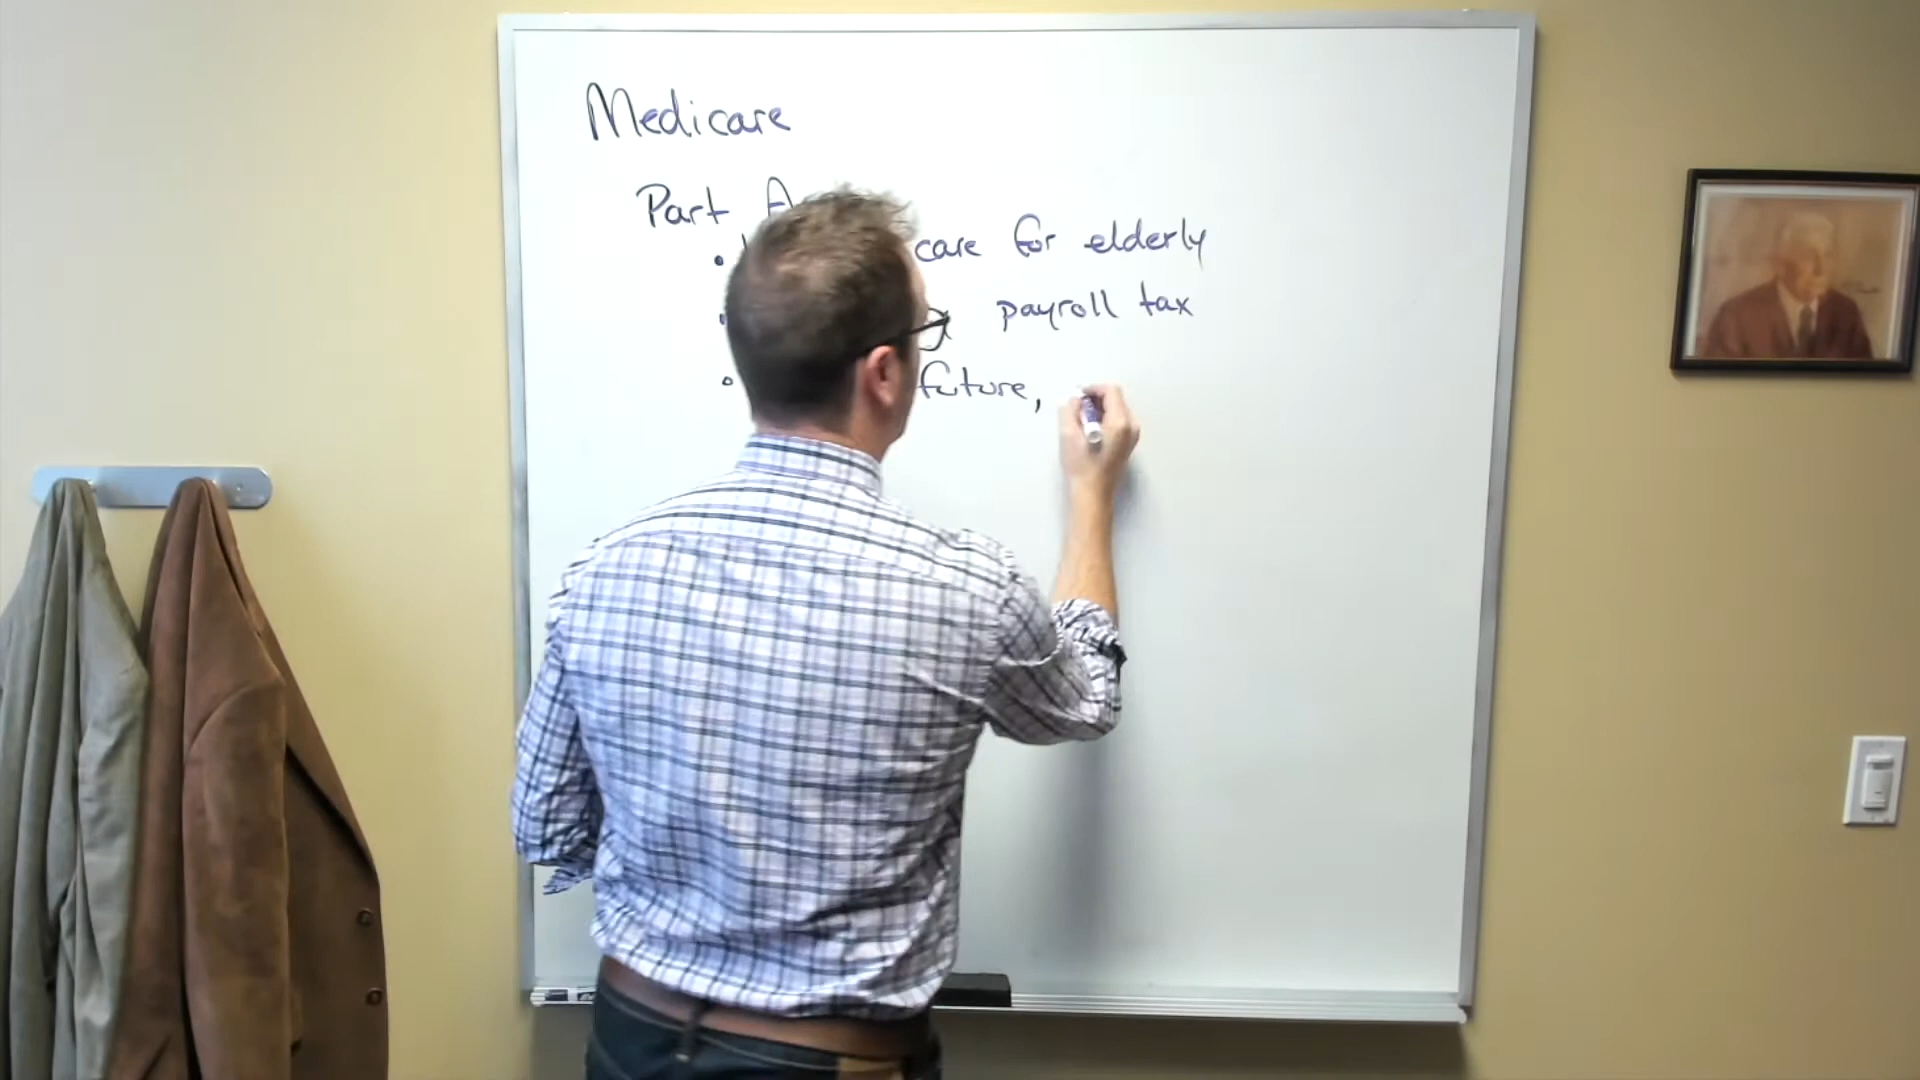 Medicare
Part A
care for elderly
payroll tax
future,